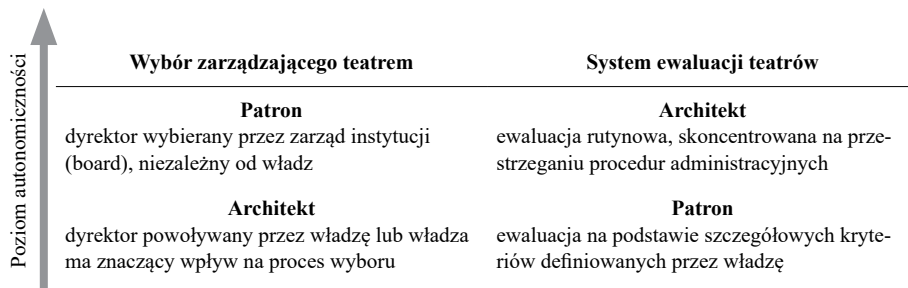 Poziom autonomiczności
Wybór zarządzającego teatrem
System ewaluacji teatrów
Patron
dyrektor wybierany przez zarząd instytucji
(board), niezależny od władz
Architekt
ewaluacja rutynowa, skoncentrowana na prze-
strzeganiu procedur administracyjnych
Architekt
dyrektor powoływany przez władzę lub władza
ma znaczący wpływ na proces wyboru
Patron
ewaluacja na podstawie szczegółowych kryte-
riów definiowanych przez władzę